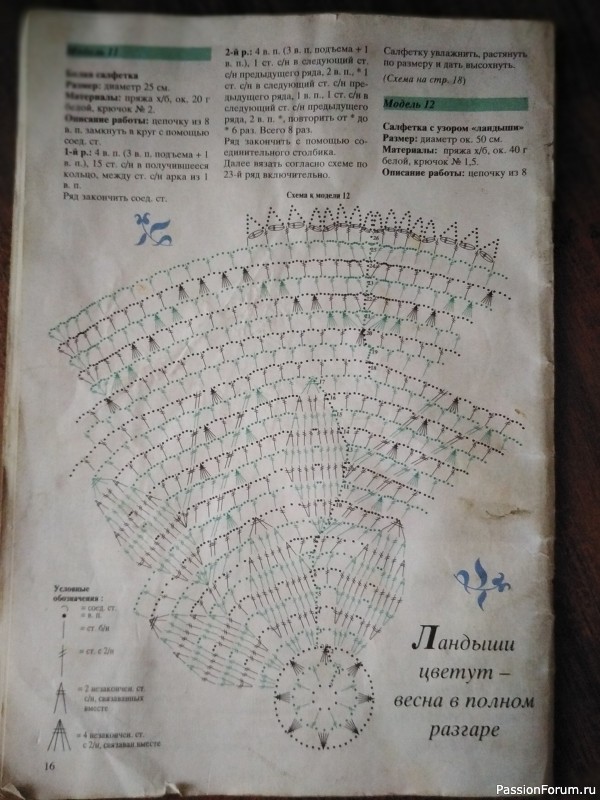 Модель 11
Белая салфетка
Размер: диаметр 25 см.
Материалы: пряжа х/б, ок. 20 г
белой, крючок № 2.
Описание работы: цепочку из 8
в. п. замкнуть в круг с помощью
соед. ст.
1-й р.: 4 в. п. (3 в. п. подъема + 1
в. п.), 15 ст. с/н в получившееся
кольцо, между ст. с/н арка из 1
в. п.
Ряд закончить соед. ст.
2-й р.: 4 в. п. (3 в. п. подъема + 1
в. п.), 1 ст. с/н в следующий ст.
с/н предыдущего ряда, 2 в. п., * 1
ст. с/н в следующий ст. с/н пре-
дыдущего ряда, 1 в. п., 1 ст. с/н в
следующий ст. с/н предыдущего
ряда, 2 в. п. *, повторить от * до
* 6 раз. Всего 8 раз.
Ряд закончить с помощью со-
единительного столбика.
Далее вязать согласно схеме по
23-й ряд включительно.
Салфетку увлажнить, растянуть
по размеру и дать высохнуть.
(Схема на стр. 18)
Модель 12
Салфетка с узором «ландыши»
Размер: диаметр ок. 50 см.
Материалы: пряжа х/б, ок. 40 г
белой, крючок № 1,5.
Описание работы: цепочку из 8
Схема к модели 12
Условные
обозначения :
= соед. ст.
= в. п.
= ст. б/н
= ст. с 2/н
= 2 незакончен. ст.
с/н, связанных
вместе
= 4 незакончен. ст.
с 2/н, связан вместе
Ландыши
цветут –
весна в полном
разгаре
16
PassionForum.ru